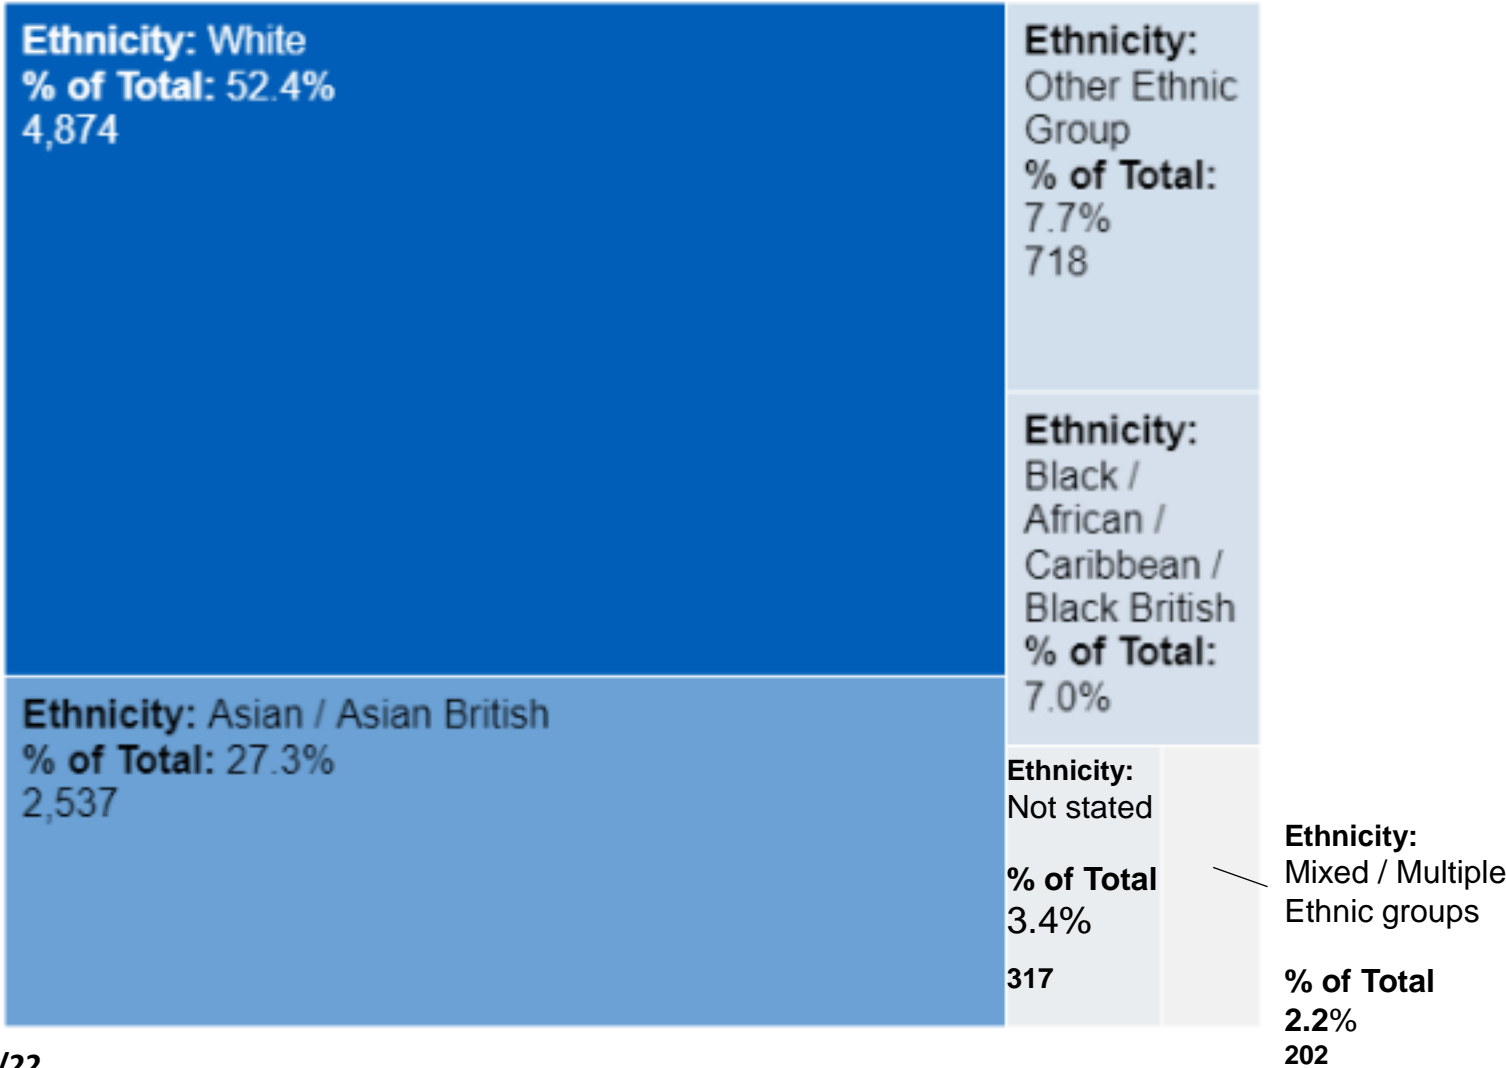 Ethnicity: White
% of Total: 52.4%
4,874
Ethnicity:
Other Ethnic
Group
% of Total:
7.7%
718
Ethnicity:
Black /
African /
Caribbean /
Black British
% of Total:
7.0%
Ethnicity: Asian / Asian British
% of Total: 27.3%
2,537
Ethnicity:
Not stated
% of Total
3.4%
317
Ethnicity:
Mixed / Multiple
Ethnic groups
% of Total
2.2%
202
/22